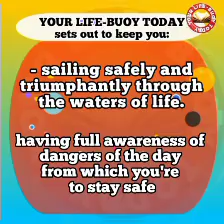 YOUR LIFE-BUOY TODAY
sets out to keep you:
- sailing safely and
triumphantly through
the waters of life.
having full awareness of
dangers of the day
from which you're
to stay safe